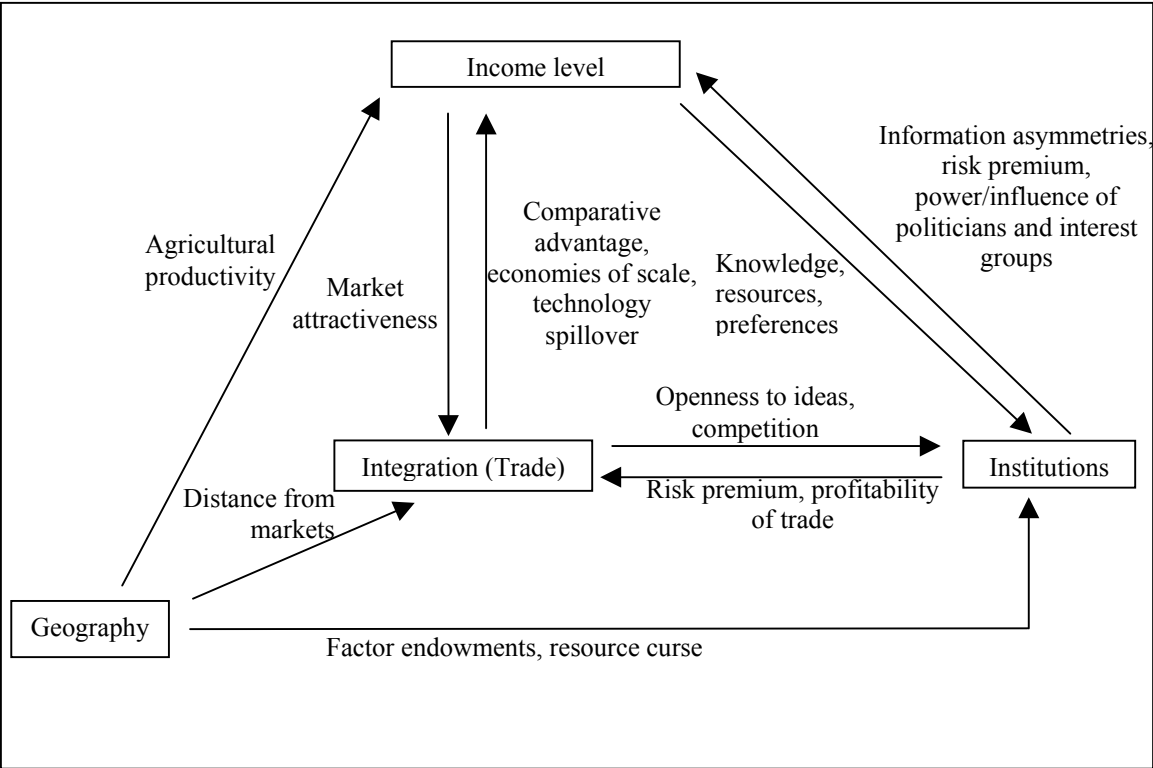 Income level
Information asymmetries,
risk premium,
power/influence of
politicians and interest
groups
Comparative
advantage,
economies of scale,
technology
spillover
Agricultural
productivity
Market
attractiveness
Knowledge,
resources,
preferences
Openness to ideas,
competition
Integration (Trade)
Institutions
Risk premium, profitability
of trade
Distance from
markets
Geography
Factor endowments, resource curse